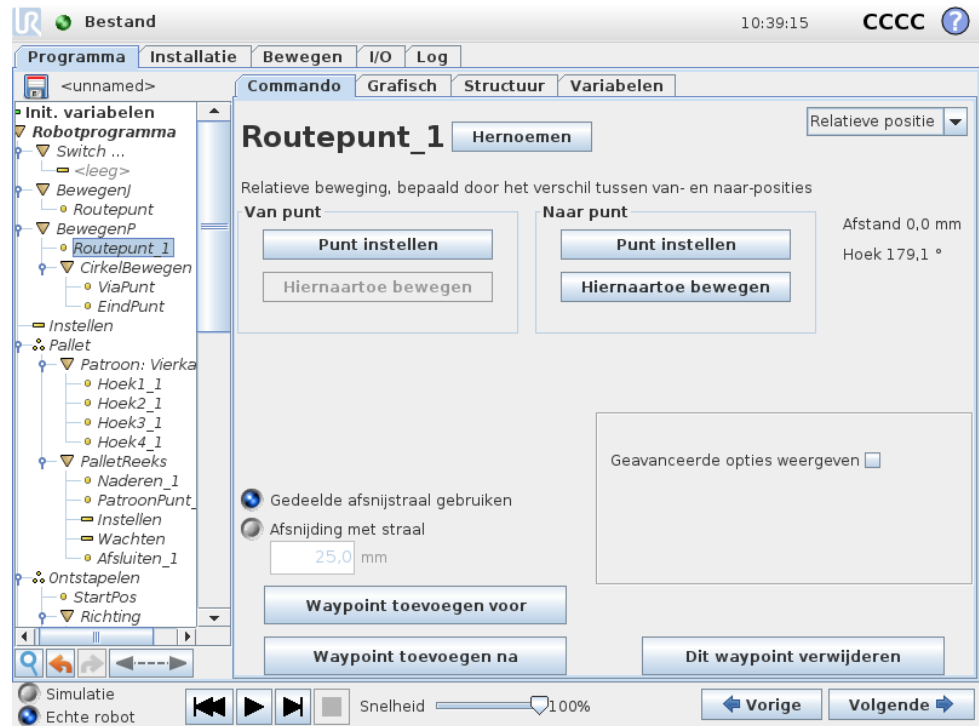 UR Bestand 10:39:15 CCCC ?
Programma Installatie Bewegen I/O Log
<unnamed>
Commando Grafisch Structuur Variabelen
Init. variabelen
Robotprogramma
Switch ...
<leeg>
BewegenJ
Routepunt
BewegenP
Routepunt_1
CirkelBewegen
ViaPunt
EindPunt
Instellen
Pallet
Patroon: Vierka
Hoek1_1
Hoek2_1
Hoek3_1
Hoek4_1
PalletReeks
Naderen_1
PatroonPunt_
Instellen
Wachten
Afsluiten_1
Ontstapelen
StartPos
Richting
Routepunt_1 Hernoemen
Relatieve positie
Relatieve beweging, bepaald door het verschil tussen van- en naar-posities
Van punt
Punt instellen
Hiernaartoe bewegen
Naar punt
Punt instellen
Hiernaartoe bewegen
Afstand 0,0 mm
Hoek 179,1 °
Geavanceerde opties weergeven
Gedeelde afsnijstraal gebruiken
Afsnijding met straal
25,0 mm
Waypoint toevoegen voor
Waypoint toevoegen na
Dit waypoint verwijderen
Simulatie
Echte robot
Snelheid 100%
Vorige Volgende